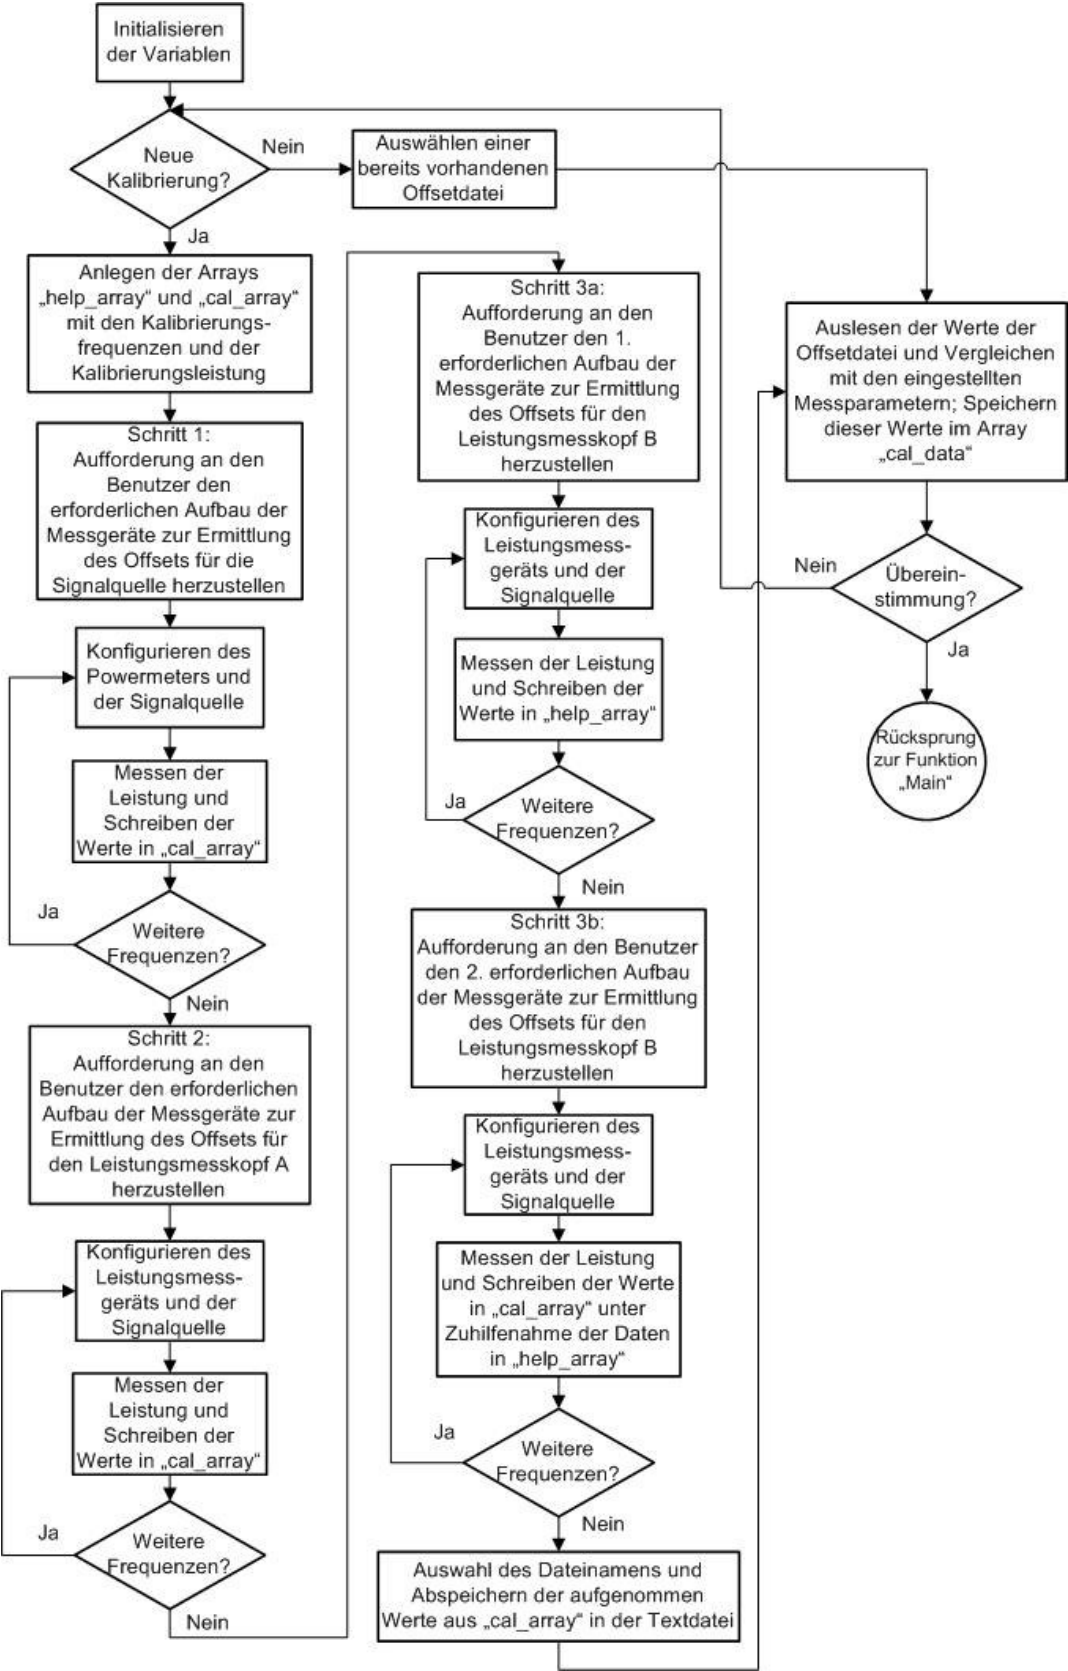 Initialisieren
der Variablen
Neue
Kalibrierung?
Nein
Auswählen einer
bereits vorhandenen
Offsetdatei
Ja
Anlegen der Arrays
„help_array“ und „cal_array“
mit den Kalibrierungs-
frequenzen und der
Kalibrierungsleistung
Schritt 1:
Aufforderung an den
Benutzer den
erforderlichen Aufbau der
Messgeräte zur Ermittlung
des Offsets für die
Signalquelle herzustellen
Konfigurieren des
Powermeters und
der Signalquelle
Messen der
Leistung und
Schreiben der
Werte in „cal_array“
Ja
Weitere
Frequenzen?
Nein
Schritt 2:
Aufforderung an den
Benutzer den erforderlichen
Aufbau der Messgeräte zur
Ermittlung des Offsets für
den Leistungsmesskopf A
herzustellen
Konfigurieren des
Leistungsmess-
geräts und der
Signalquelle
Messen der
Leistung und
Schreiben der
Werte in „cal_array“
Ja
Weitere
Frequenzen?
Nein
Schritt 3a:
Aufforderung an den
Benutzer den 1.
erforderlichen Aufbau der
Messgeräte zur Ermittlung
des Offsets für den
Leistungsmesskopf B
herzustellen
Konfigurieren des
Leistungsmess-
geräts und der
Signalquelle
Messen der Leistung
und Schreiben der
Werte in „help_array“
Ja
Weitere
Frequenzen?
Nein
Schritt 3b:
Aufforderung an den Benutzer
den 2. erforderlichen Aufbau
der Messgeräte zur Ermittlung
des Offsets für den
Leistungsmesskopf B
herzustellen
Konfigurieren des
Leistungsmess-
geräts und der
Signalquelle
Messen der Leistung
und Schreiben der Werte
in „cal_array“ unter
Zuhilfenahme der Daten
in „help_array“
Ja
Weitere
Frequenzen?
Nein
Auswahl des Dateinamens und
Abspeichern der aufgenommen
Werte aus „cal_array“ in der Textdatei
Auslesen der Werte der
Offsetdatei und Vergleichen
mit den eingestellten
Messparametern; Speichern
dieser Werte im Array
„cal_data“
Nein
Überein-
stimmung?
Ja
Rücksprung
zur Funktion
„Main“